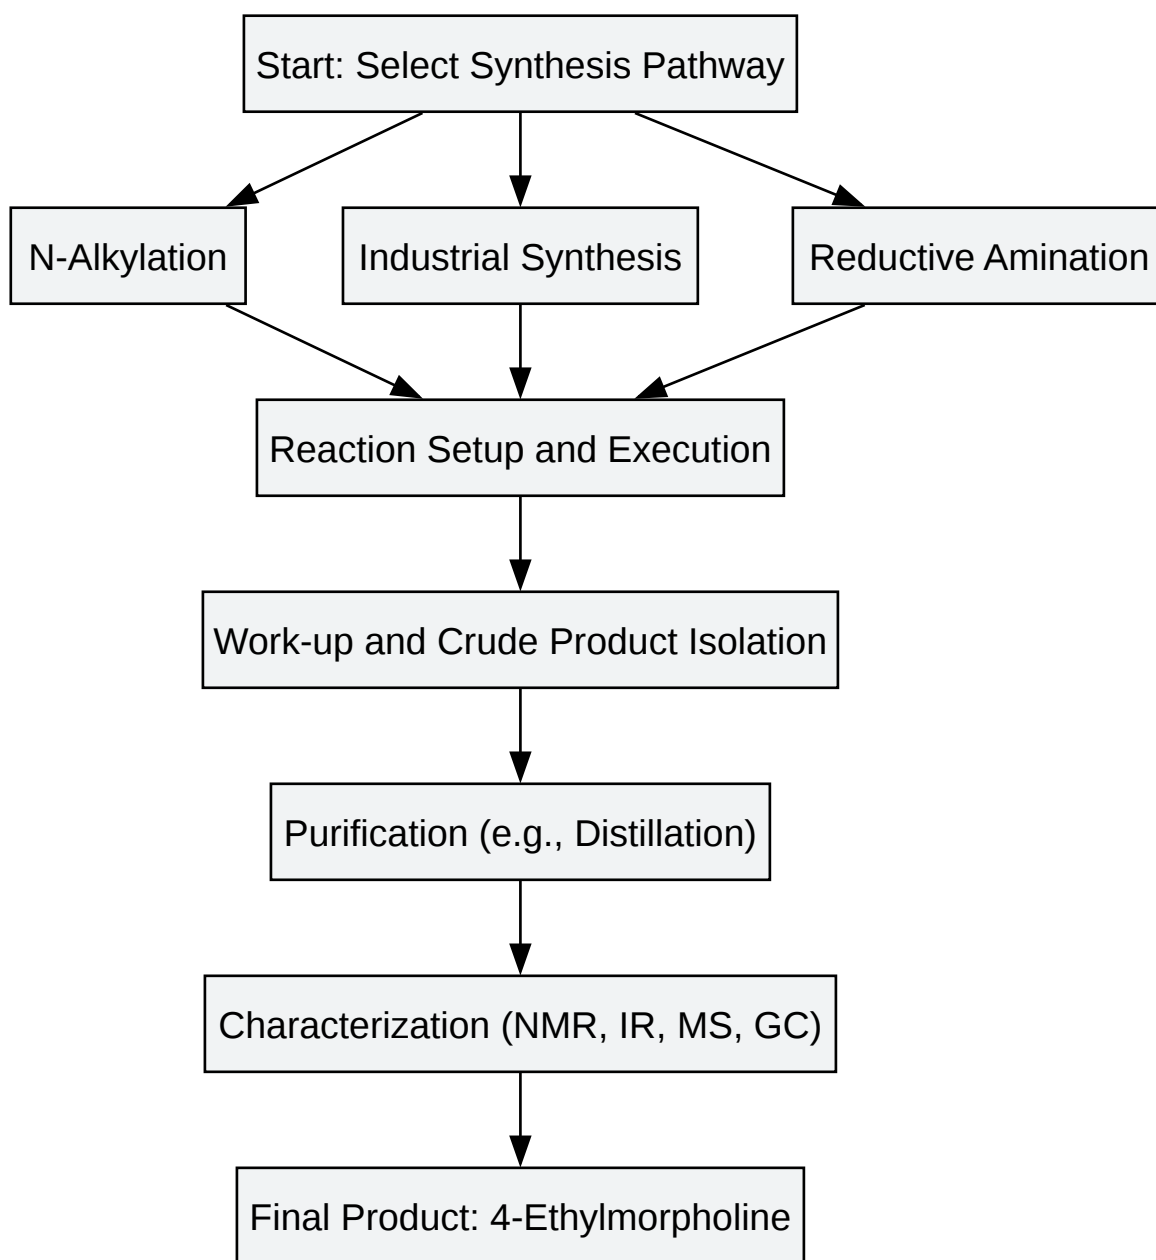 Start: Select Synthesis Pathway
N-Alkylation
Industrial Synthesis
Reductive Amination
Reaction Setup and Execution
Work-up and Crude Product Isolation
Purification (e.g., Distillation)
Characterization (NMR, IR, MS, GC)
Final Product: 4-Ethylmorpholine